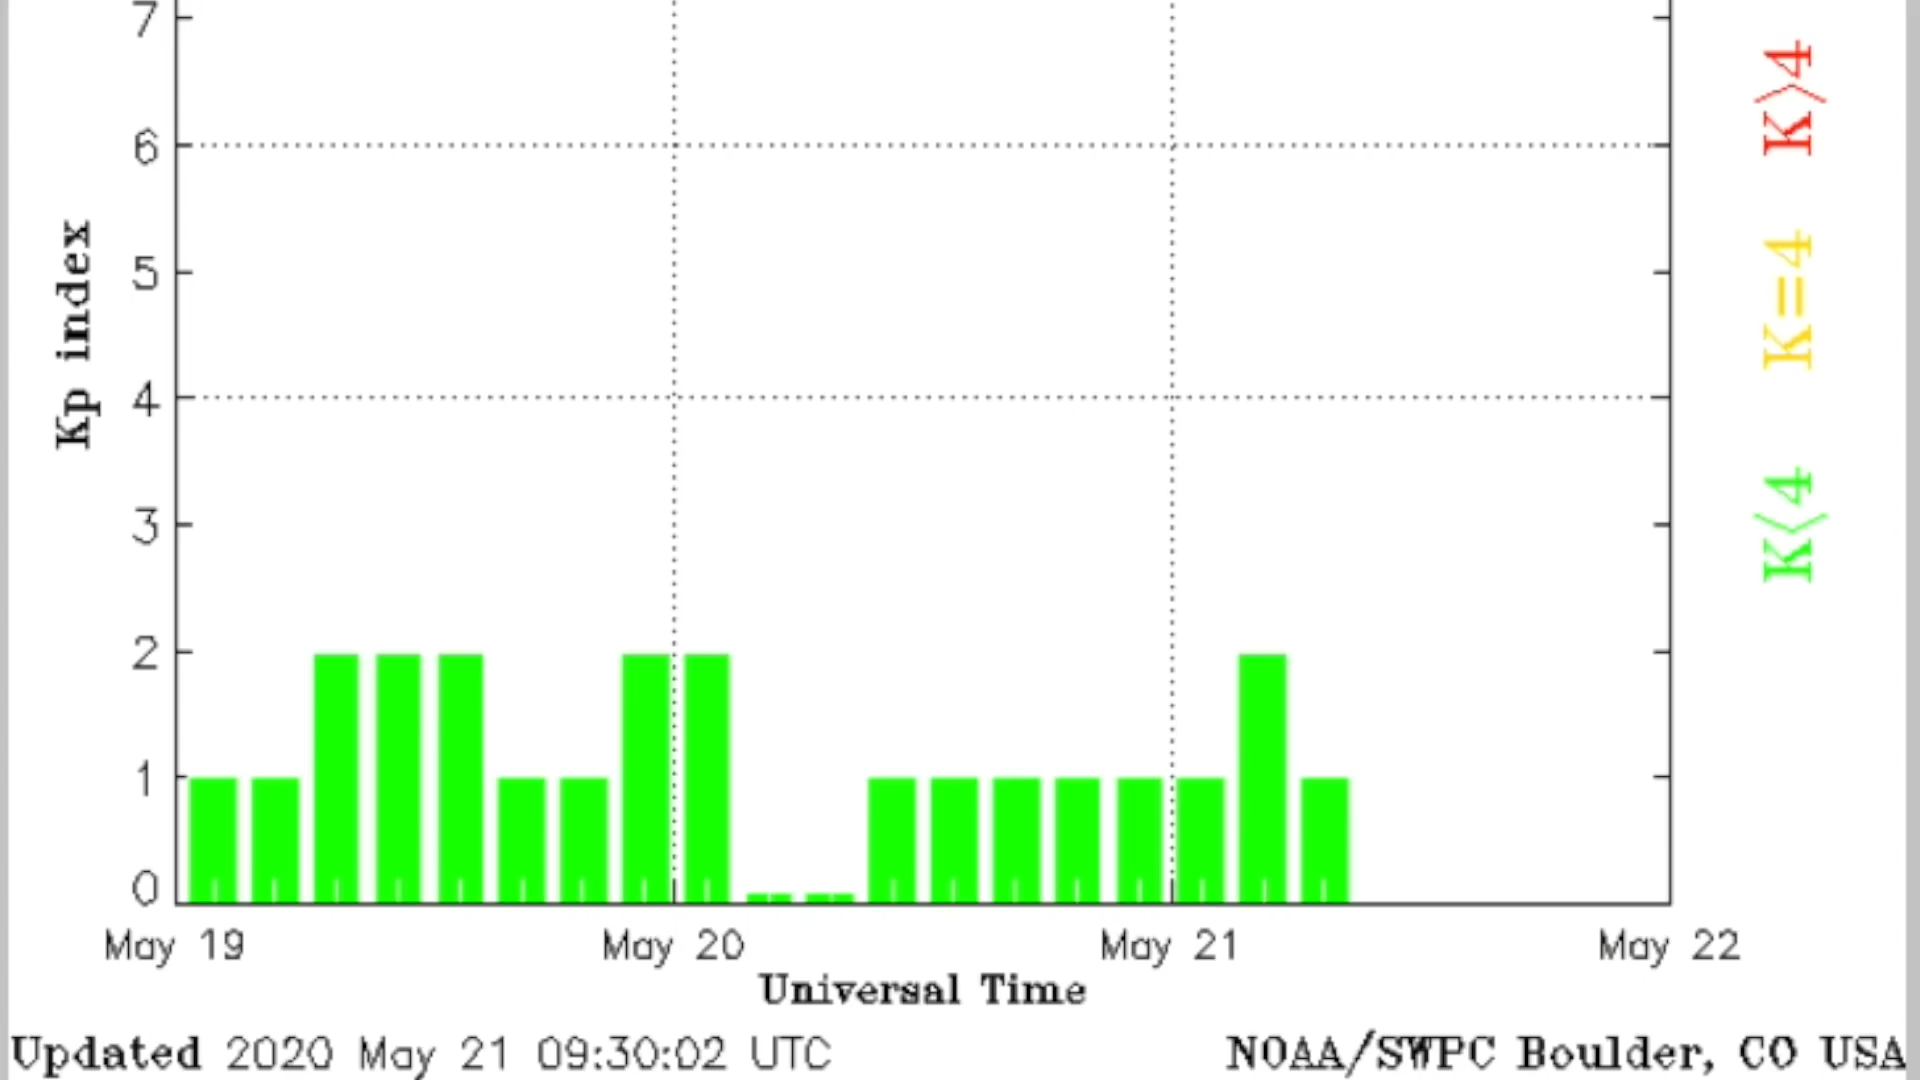 7
6
5
4
3
2
1
0
Kp index
K>4
K=4
K<4
May 19 May 20 May 21 May 22
Universal Time
Updated 2020 May 21 09:30:02 UTC NOAA/SWPC Boulder, CO USA